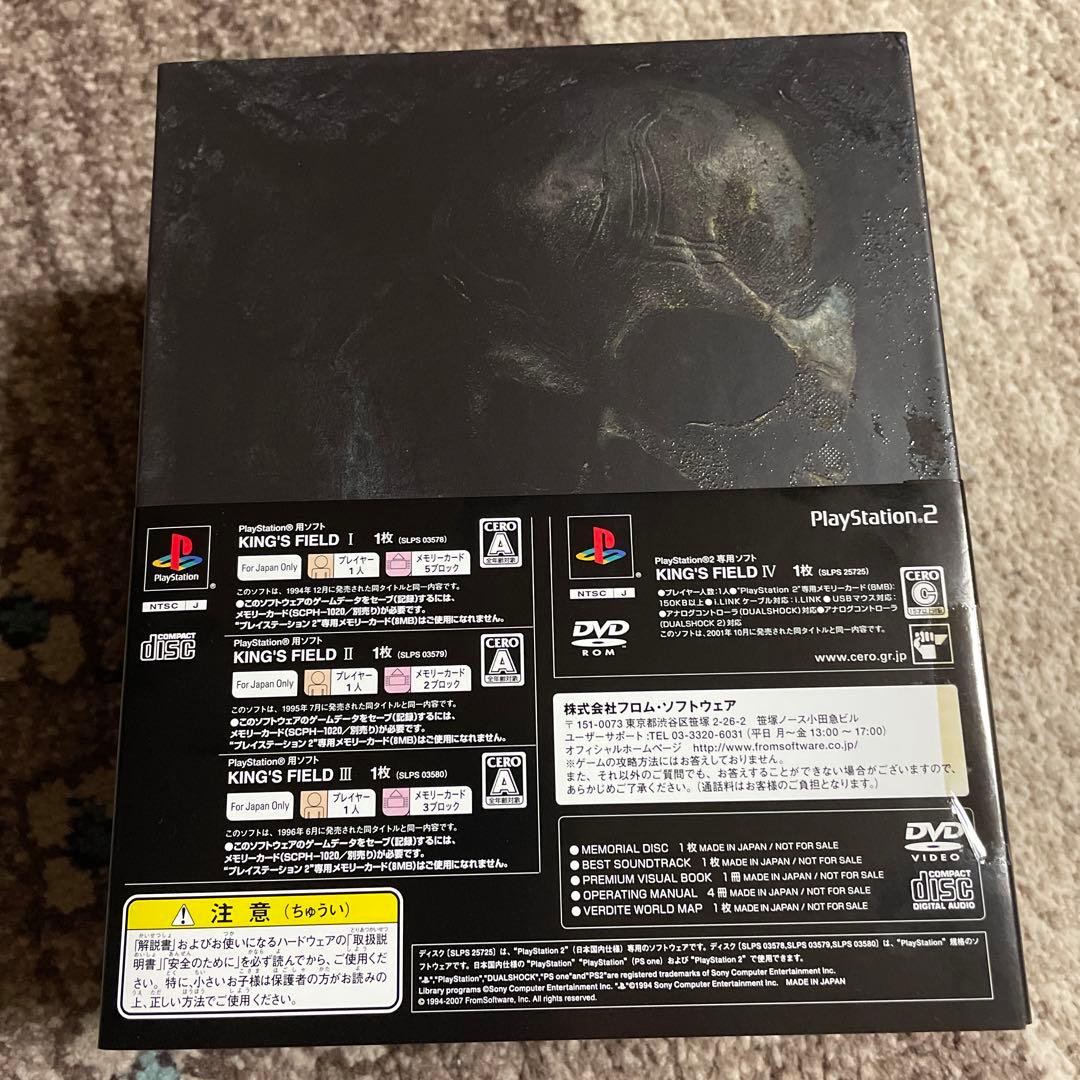 PlayStation
NTSC J
COMPACT
disc
PlayStation® 用ソフト
KING'S FIELD Ⅰ 1枚 (SLPS 03578)
CERO
A
全年齢対象
For Japan Only
プレイヤー
1人
メモリーカード
5ブロック
このソフトは、1994年12月に発売された同タイトルと同一内容です。
●このソフトウェアのゲームデータをセーブ(記録)するには、
メモリーカード(SCPH-1020/別売り)が必要です。
"プレイステーション 2"専用メモリーカード(8MB)はご使用になれません。
PlayStation® 用ソフト
KING'S FIELD Ⅱ 1枚 (SLPS 03579)
CERO
A
全年齢対象
For Japan Only
プレイヤー
1人
メモリーカード
2ブロック
このソフトは、1995年 7月に発売された同タイトルと同一内容です。
●このソフトウェアのゲームデータをセーブ(記録)するには、
メモリーカード(SCPH-1020/別売り)が必要です。
"プレイステーション 2"専用メモリーカード(8MB)はご使用になれません。
PlayStation® 用ソフト
KING'S FIELD Ⅲ 1枚 (SLPS 03580)
CERO
A
全年齢対象
For Japan Only
プレイヤー
1人
メモリーカード
3ブロック
このソフトは、1996年 6月に発売された同タイトルと同一内容です。
●このソフトウェアのゲームデータをセーブ(記録)するには、
メモリーカード(SCPH-1020/別売り)が必要です。
"プレイステーション 2"専用メモリーカード(8MB)はご使用になれません。
注意(ちゅうい)
「解説書」およびお使いになるハードウェアの「取扱説
明書」「安全のために」を必ず読んでから、ご使用くださ
い。特に、小さいお子様は保護者の方がお読みの
上、正しい方法でご使用ください。
PlayStation®2
NTSC J
DVD
ROM
PlayStation®2 専用ソフト
KING'S FIELD Ⅳ 1枚 (SLPS 25725)
●プレイヤー人数:1人●"PlayStation 2"専用メモリーカード(8MB):
150KB以上●i.LINK ケーブル対応:i.LINK●USB マウス対応:
●アナログコントローラ(DUALSHOCK)対応●アナログコントローラ
(DUALSHOCK 2)対応
このソフトは、2001年 10月に発売された同タイトルと同一内容です。
CERO
C
www.cero.gr.jp
株式会社フロム・ソフトウェア
〒151-0073 東京都渋谷区笹塚 2-26-2 笹塚ノース小田急ビル
ユーザーサポート:TEL 03-3320-6031 (平日 月～金 13:00 ～ 17:00)
オフィシャルホームページ http://www.fromsoftware.co.jp/
※ゲームの攻略方法にはお答えしておりません。
また、それ以外のご質問でも、お答えすることができない場合がございますので、
あらかじめご了承ください。(通話料はお客様のご負担となります。)
● MEMORIAL DISC 1枚 MADE IN JAPAN / NOT FOR SALE
● BEST SOUNDTRACK 1枚 MADE IN JAPAN / NOT FOR SALE
● PREMIUM VISUAL BOOK 1冊 MADE IN JAPAN / NOT FOR SALE
● OPERATING MANUAL 4冊 MADE IN JAPAN / NOT FOR SALE
● VERDITE WORLD MAP 1枚 MADE IN JAPAN / NOT FOR SALE
DVD
VIDEO
COMPACT
disc
DIGITAL AUDIO
ディスク (SLPS 25725) は、"PlayStation 2" (日本国内仕様) 専用のソフトウェアです。ディスク (SLPS 03578,SLPS 03579,SLPS 03580) は、"PlayStation" 規格のソ
フトウェアです。日本国内仕様の "PlayStation" "PlayStation" (PS one) および "PlayStation 2" で使用できます。
"","PlayStation","DUALSHOCK","PS one"and"PS2"are registered trademarks of Sony Computer Entertainment Inc.
Library programs ©Sony Computer Entertainment Inc. ""©1994 Sony Computer Entertainment Inc. MADE IN JAPAN
© 1994-2007 FromSoftware, Inc. All rights reserved.